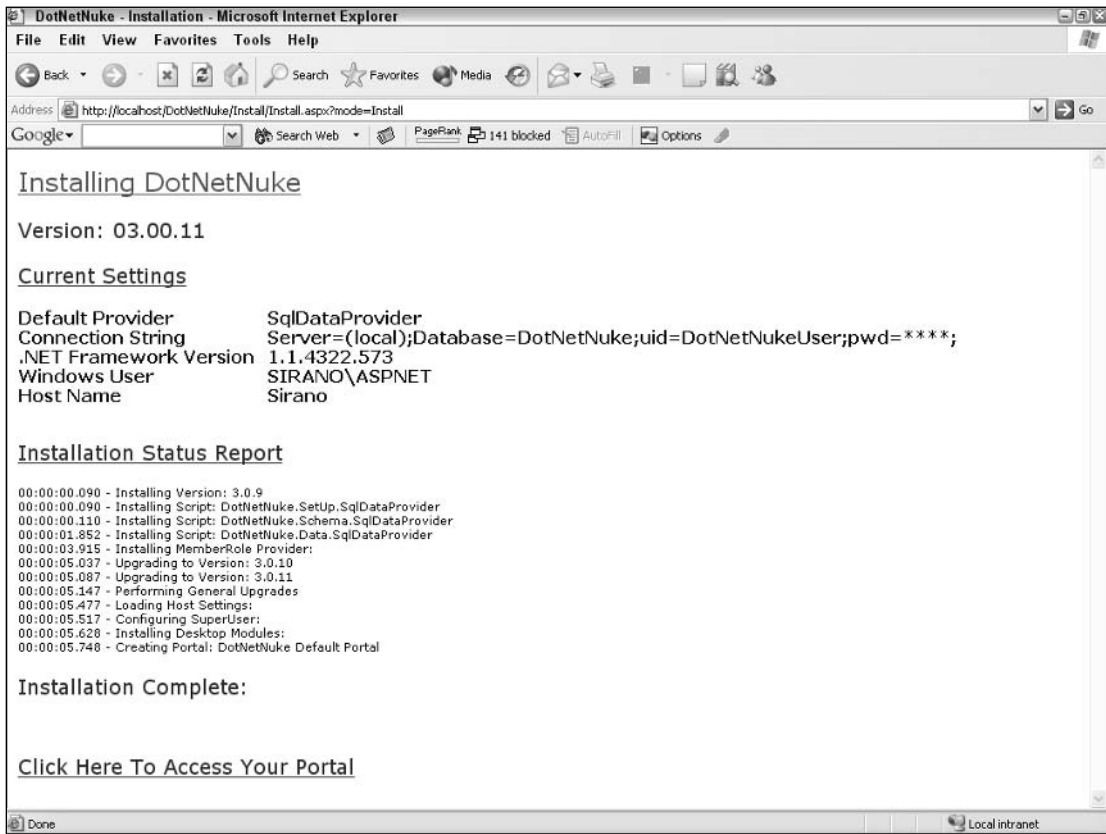 DotNetNuke - Installation - Microsoft Internet Explorer
File Edit View Favorites Tools Help
Back Search Favorites Media
Address http://localhost/DotNetNuke/Install/Install.aspx?mode=Install Go
Google Search Web PageRank 141 blocked AutoFill Options
Installing DotNetNuke
Version: 03.00.11
Current Settings
Default Provider SqlDataProvider
Connection String Server=(local);Database=DotNetNuke;uid=DotNetNukeUser;pwd=****;
.NET Framework Version 1.1.4322.573
Windows User SIRANO\ASPNET
Host Name Sirano
Installation Status Report
00:00:00.090 - Installing Version: 3.0.9
00:00:00.090 - Installing Script: DotNetNuke.SetUp.SqlDataProvider
00:00:00.110 - Installing Script: DotNetNuke.Schema.SqlDataProvider
00:00:01.852 - Installing Script: DotNetNuke.Data.SqlDataProvider
00:00:03.915 - Installing MemberRole Provider:
00:00:05.037 - Upgrading to Version: 3.0.10
00:00:05.087 - Upgrading to Version: 3.0.11
00:00:05.147 - Performing General Upgrades
00:00:05.477 - Loading Host Settings:
00:00:05.517 - Configuring SuperUser:
00:00:05.628 - Installing Desktop Modules:
00:00:05.748 - Creating Portal: DotNetNuke Default Portal
Installation Complete:
Click Here To Access Your Portal
Done Local intranet